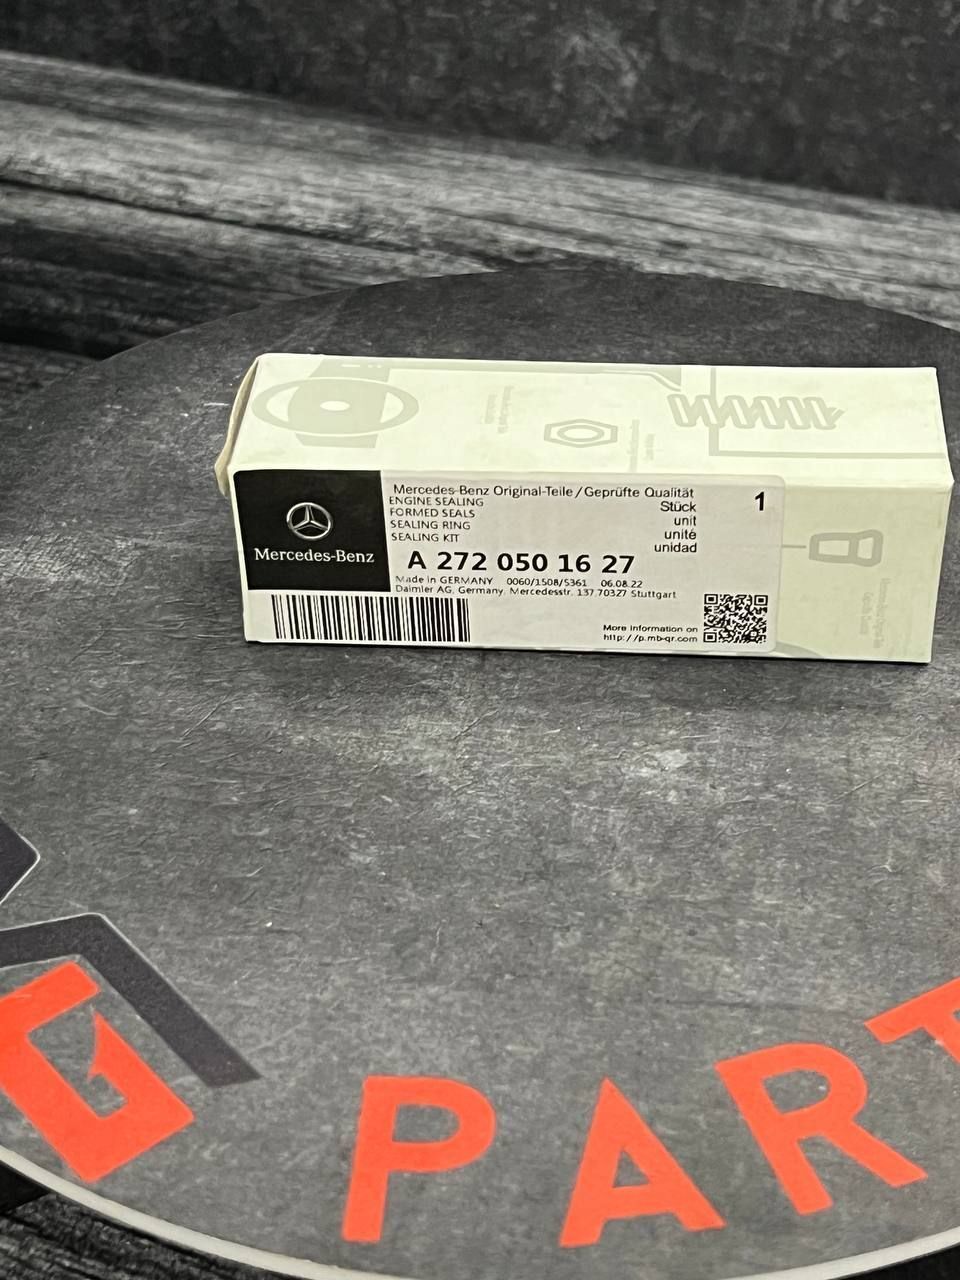 Mercedes-Benz Original-Teile / Geprüfte Qualität
ENGINE SEALING
FORMED SEALS
SEALING RING
SEALING KIT
Stück
unit
unité
unidad
1
Mercedes-Benz
A 272 050 16 27
Made in GERMANY 0060/1508/5361 06.08.22
Daimler AG, Germany, Mercedesstr. 137,70327 Stuttgart
More information on
http://p.mb-qr.com
G PART